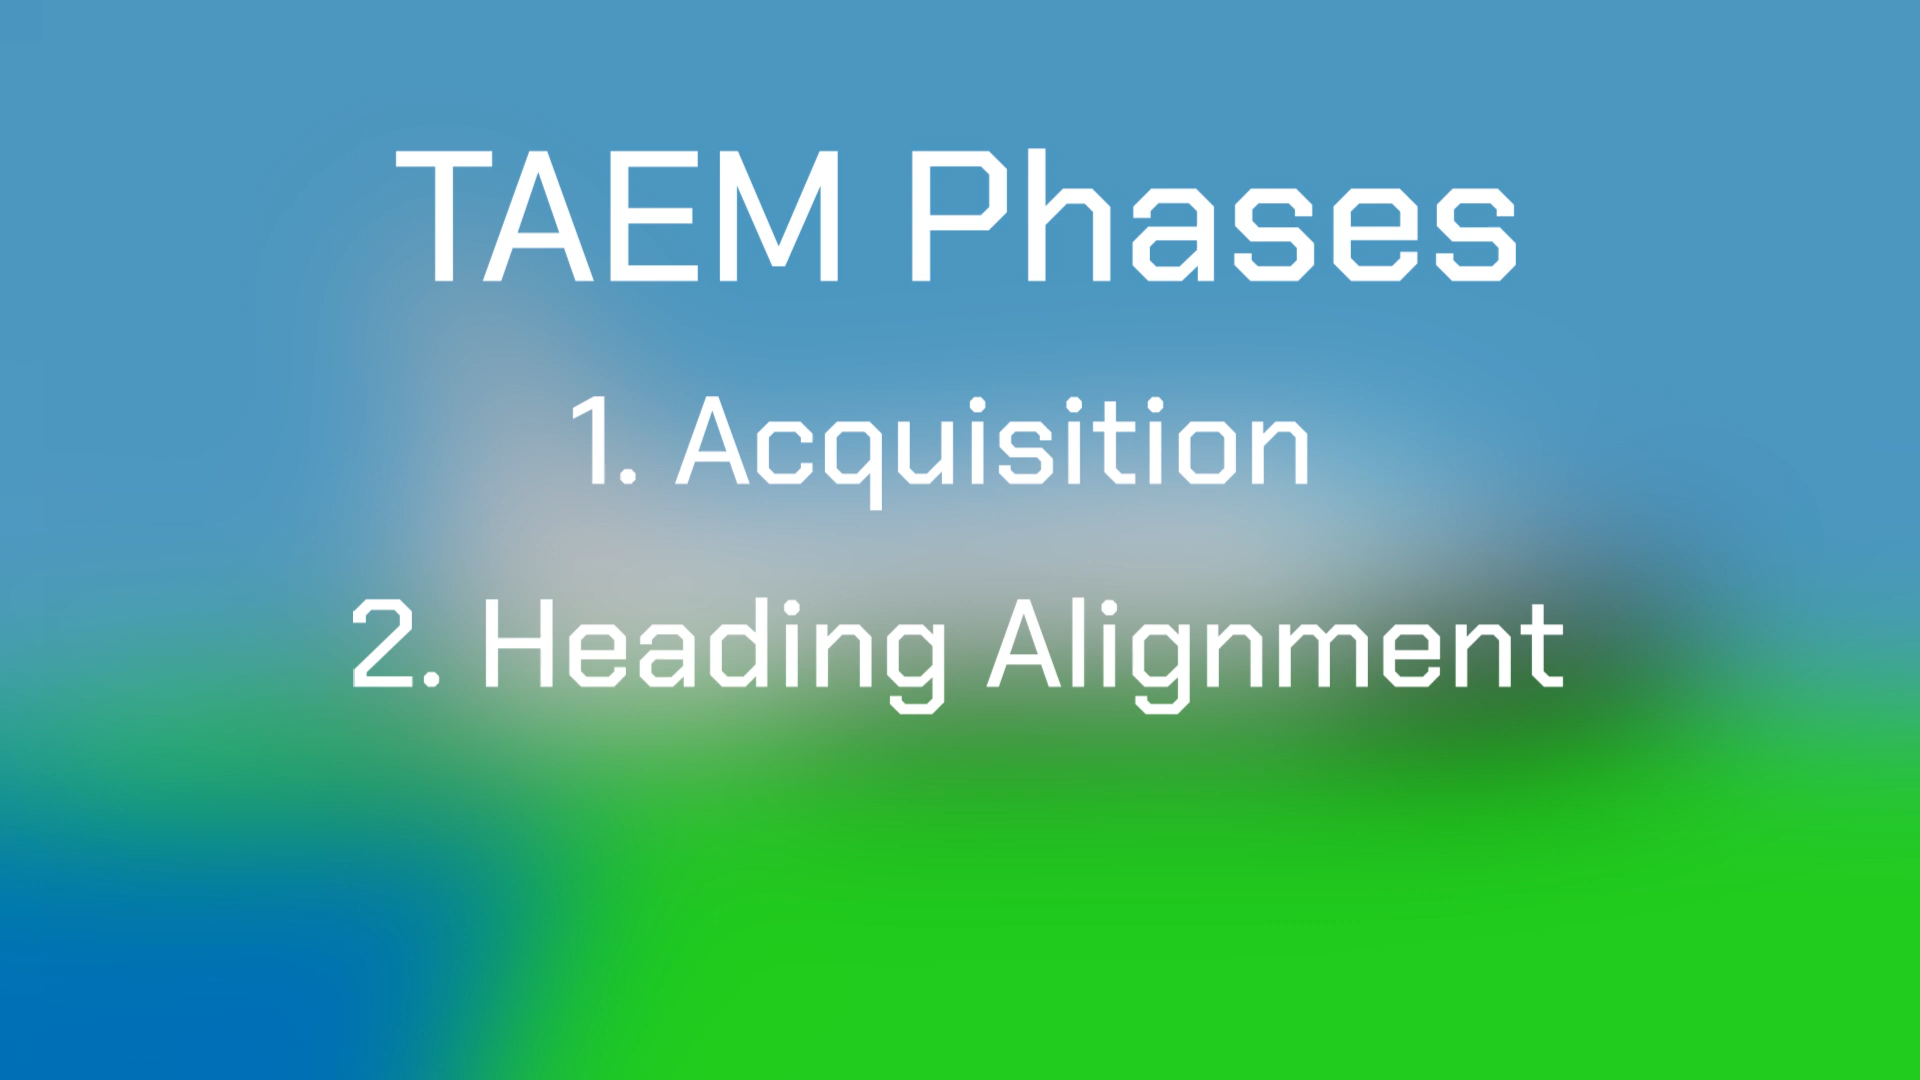 TAEM Phases
1. Acquisition
2. Heading Alignment